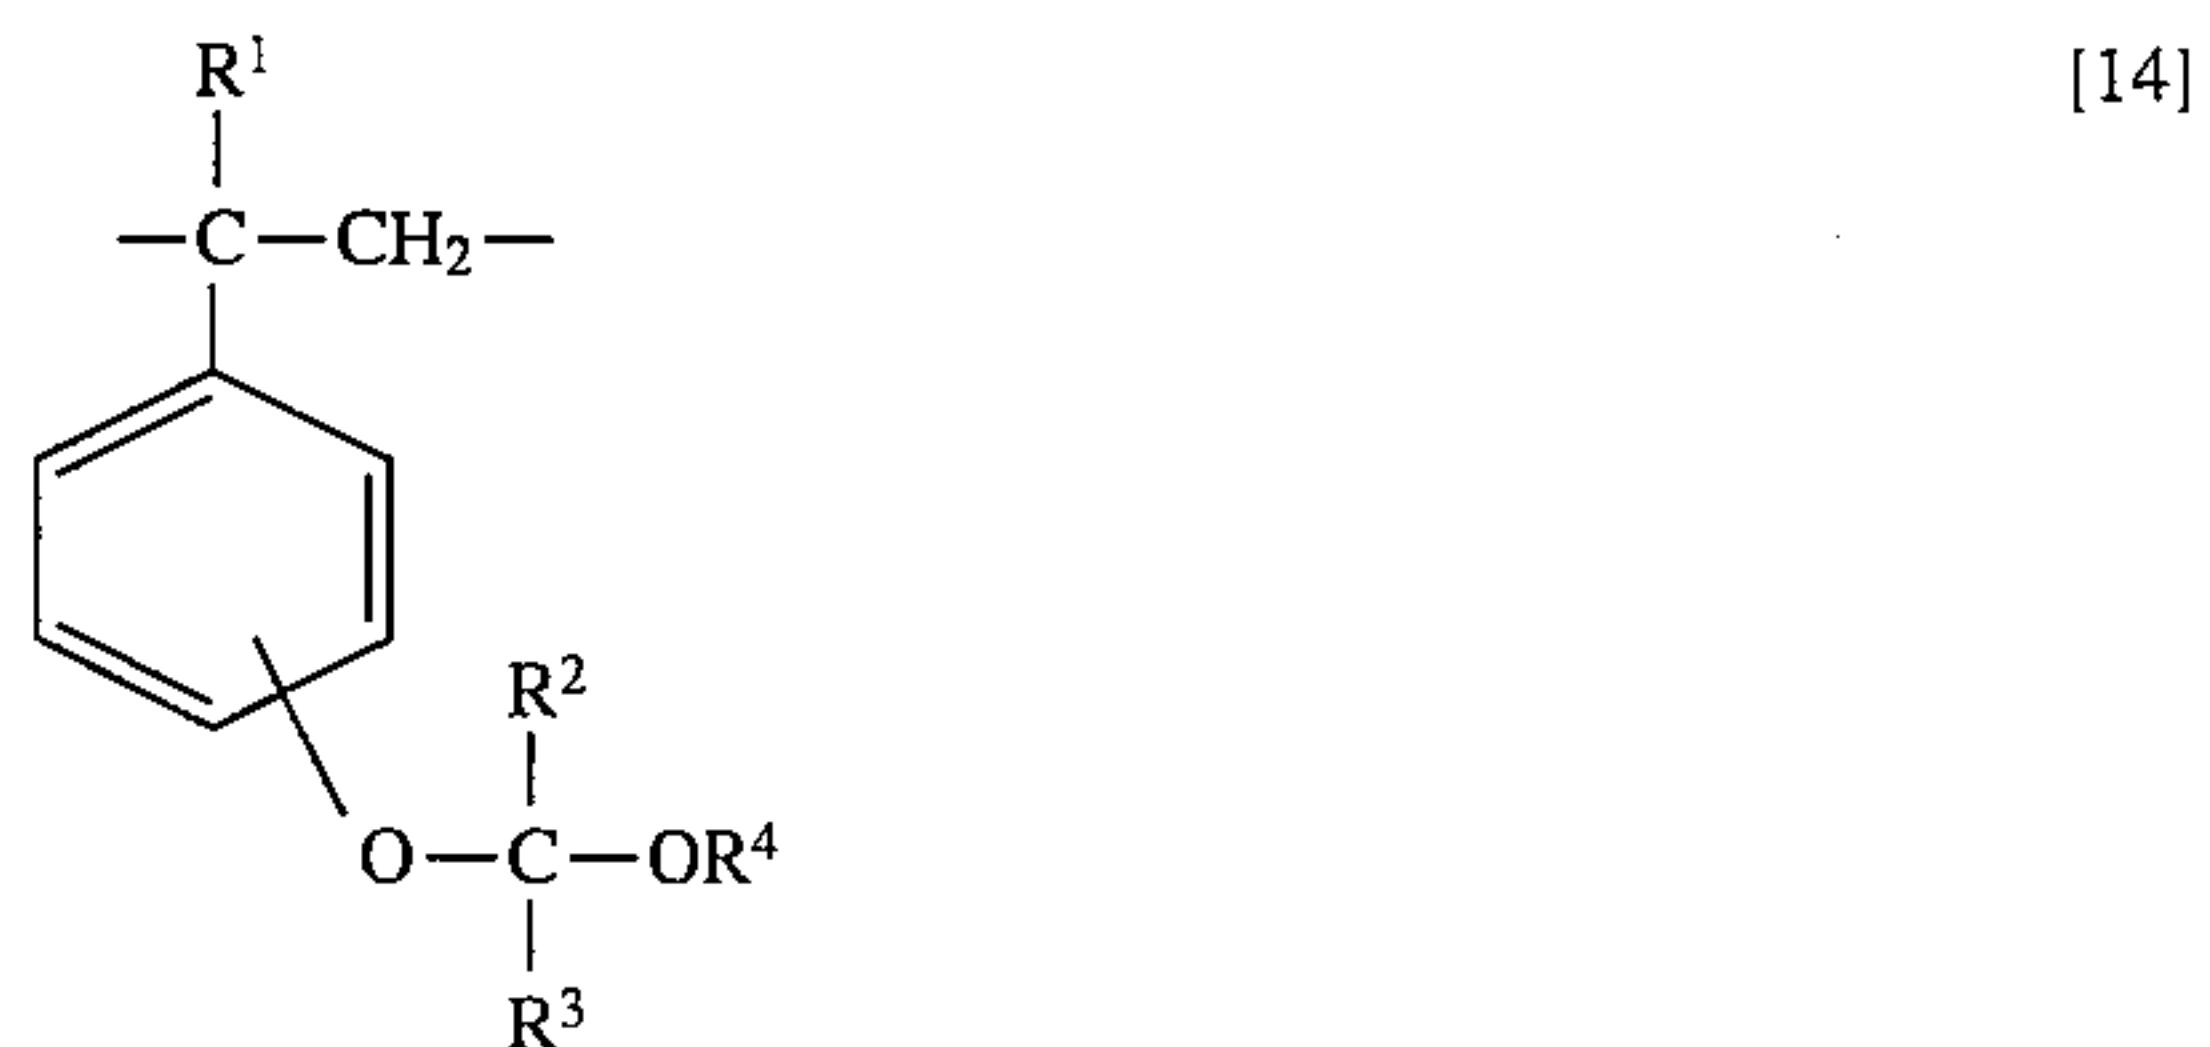 R¹ [14]
—C—CH₂—
R²
O—C—OR⁴
R³